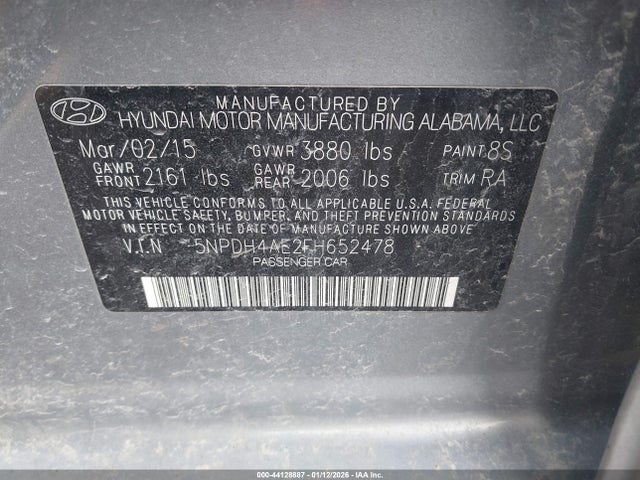 MANUFACTURED BY
HYUNDAI MOTOR MANUFACTURING ALABAMA, LLC
Mar/02/15 GVWR 3880 lbs PAINT 8S
GAWR FRONT 2161 lbs GAWR REAR 2006 lbs TRIM RA
THIS VEHICLE CONFORMS TO ALL APPLICABLE U.S.A. FEDERAL
MOTOR VEHICLE SAFETY, BUMPER, AND THEFT PREVENTION STANDARDS
IN EFFECT ON THE DATE OF MANUFACTURE SHOWN ABOVE.
V.I.N 5NPDH4AE2FH652478
PASSENGER CAR
000-44128887 - 01/12/2026 - IAA Inc.